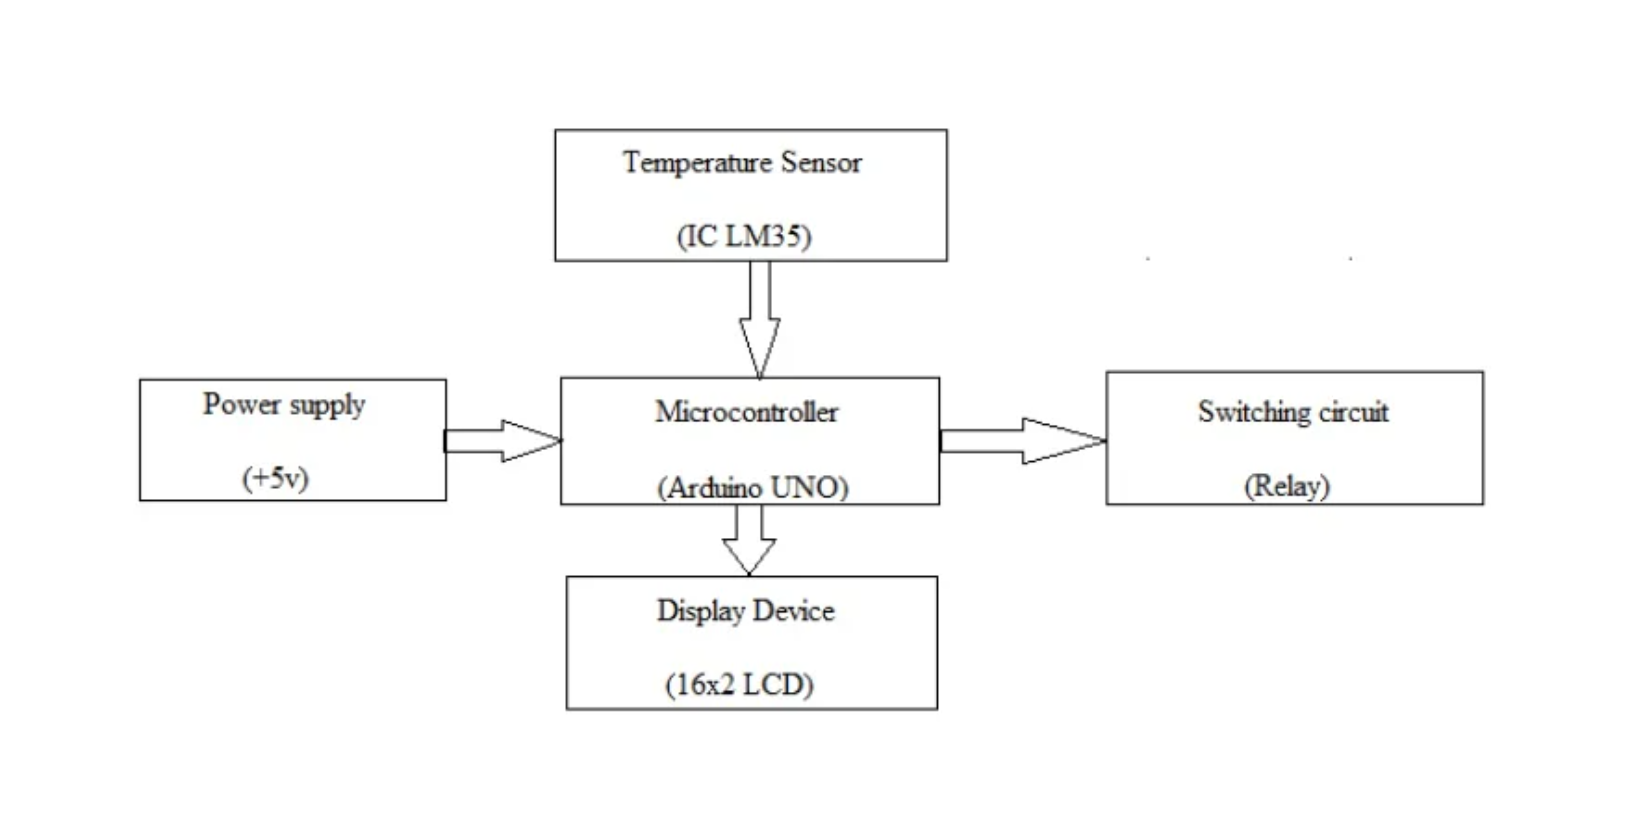 Temperature Sensor
(IC LM35)
Power supply
(+5v)
Microcontroller
(Arduino UNO)
Switching circuit
(Relay)
Display Device
(16x2 LCD)